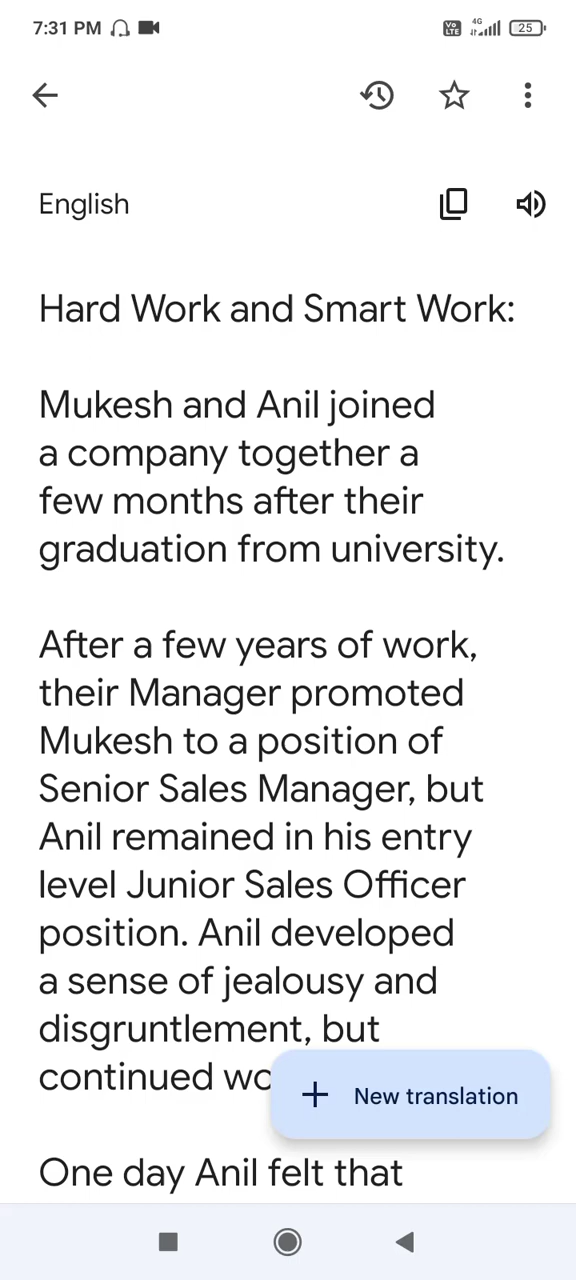 7:31 PM
Vo LTE
4G
25
English
Hard Work and Smart Work:
Mukesh and Anil joined
a company together a
few months after their
graduation from university.
After a few years of work,
their Manager promoted
Mukesh to a position of
Senior Sales Manager, but
Anil remained in his entry
level Junior Sales Officer
position. Anil developed
a sense of jealousy and
disgruntlement, but
continued
New translation
One day Anil felt that